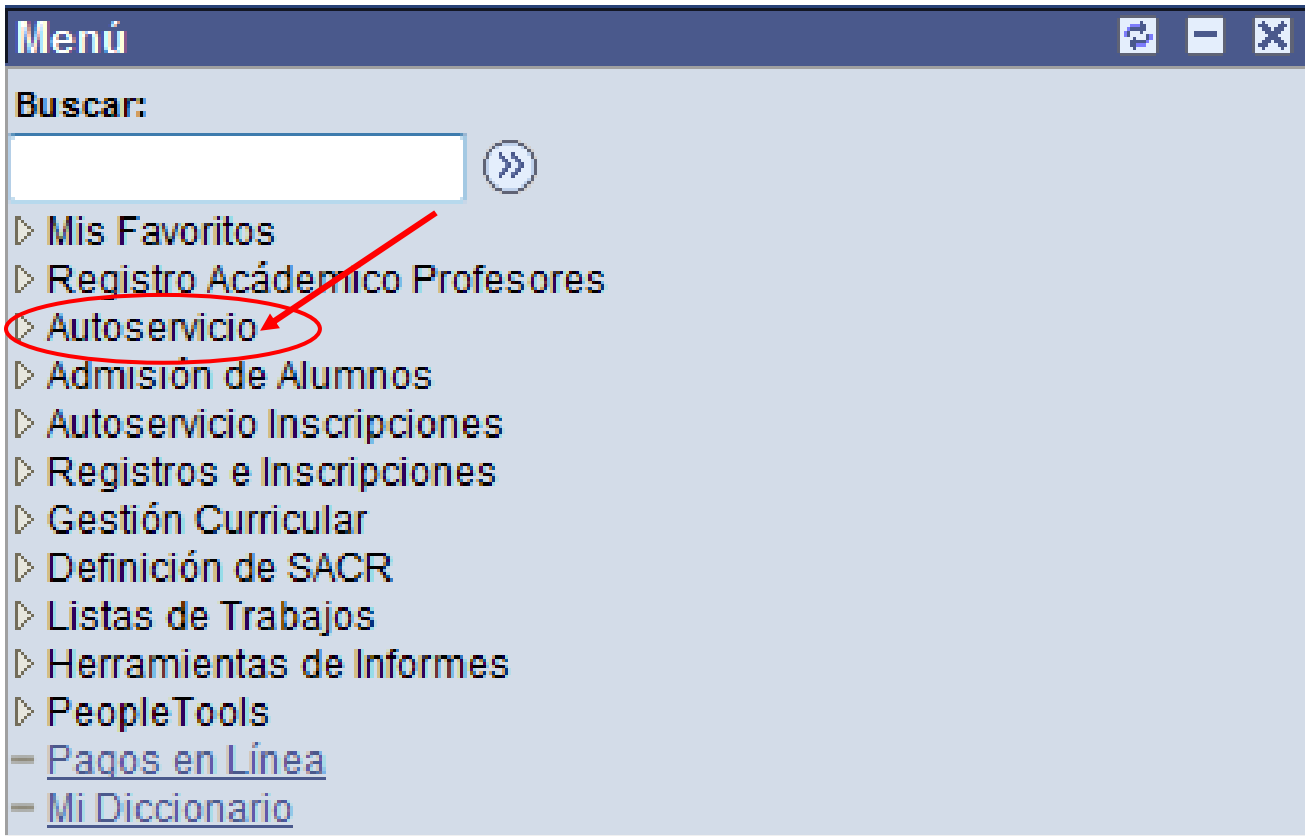 Menú
Buscar:
Mis Favoritos
Registro Acádemico Profesores
Autoservicio
Admisión de Alumnos
Autoservicio Inscripciones
Registros e Inscripciones
Gestión Curricular
Definición de SACR
Listas de Trabajos
Herramientas de Informes
PeopleTools
Pagos en Línea
Mi Diccionario